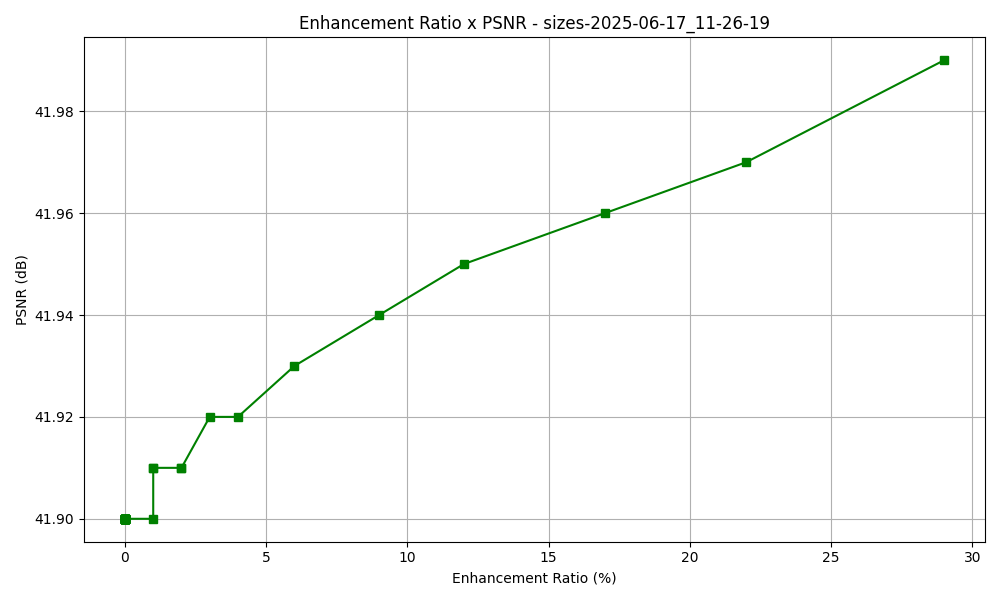 Enhancement Ratio x PSNR - sizes-2025-06-17_11-26-19
PSNR (dB)
41.98
41.96
41.94
41.92
41.90
0 5 10 15 20 25 30
Enhancement Ratio (%)